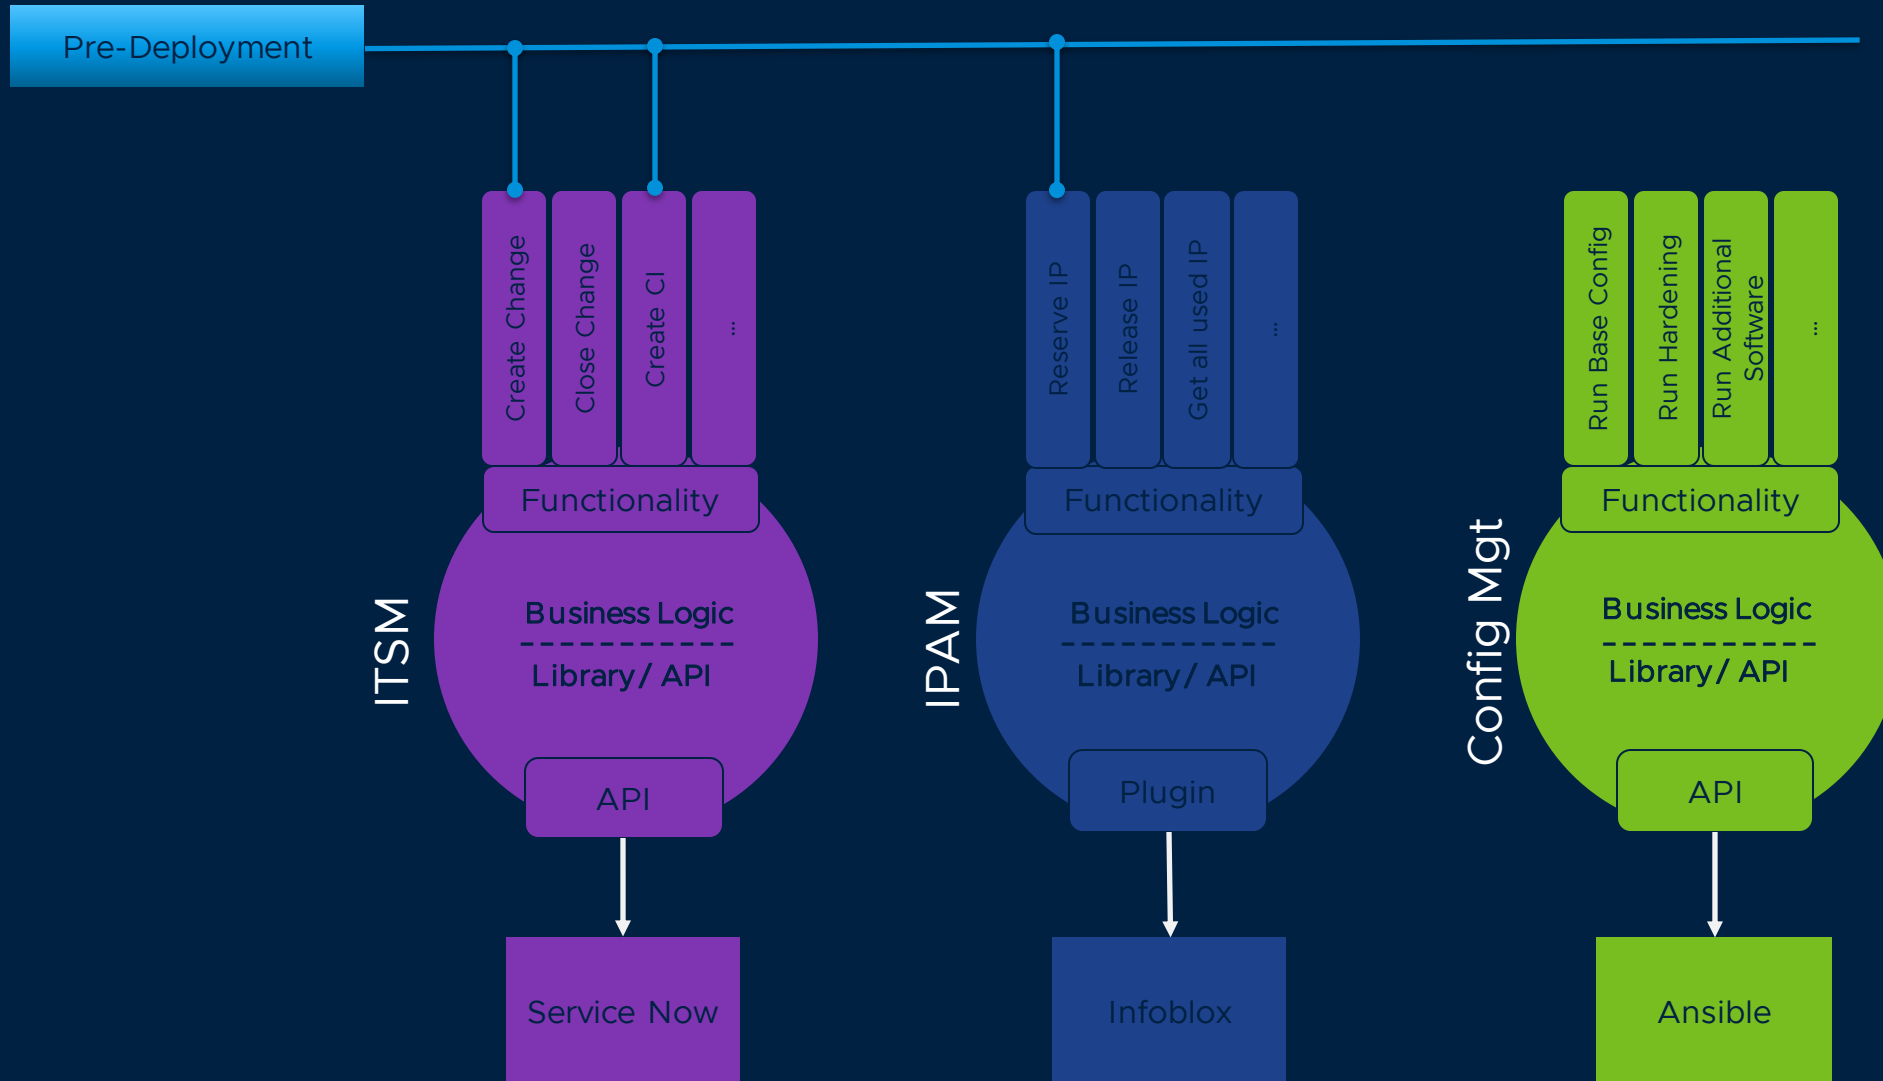 Pre-Deployment
Create Change
Close Change
Create CI
...
Reserve IP
Release IP
Get all used IP
...
Run Base Config
Run Hardening
Run Additional
Software
...
Functionality
Functionality
Functionality
ITSM
Business Logic
Library/ API
IPAM
Business Logic
Library/ API
Config Mgt
Business Logic
Library/ API
API
Plugin
API
Service Now
Infoblox
Ansible